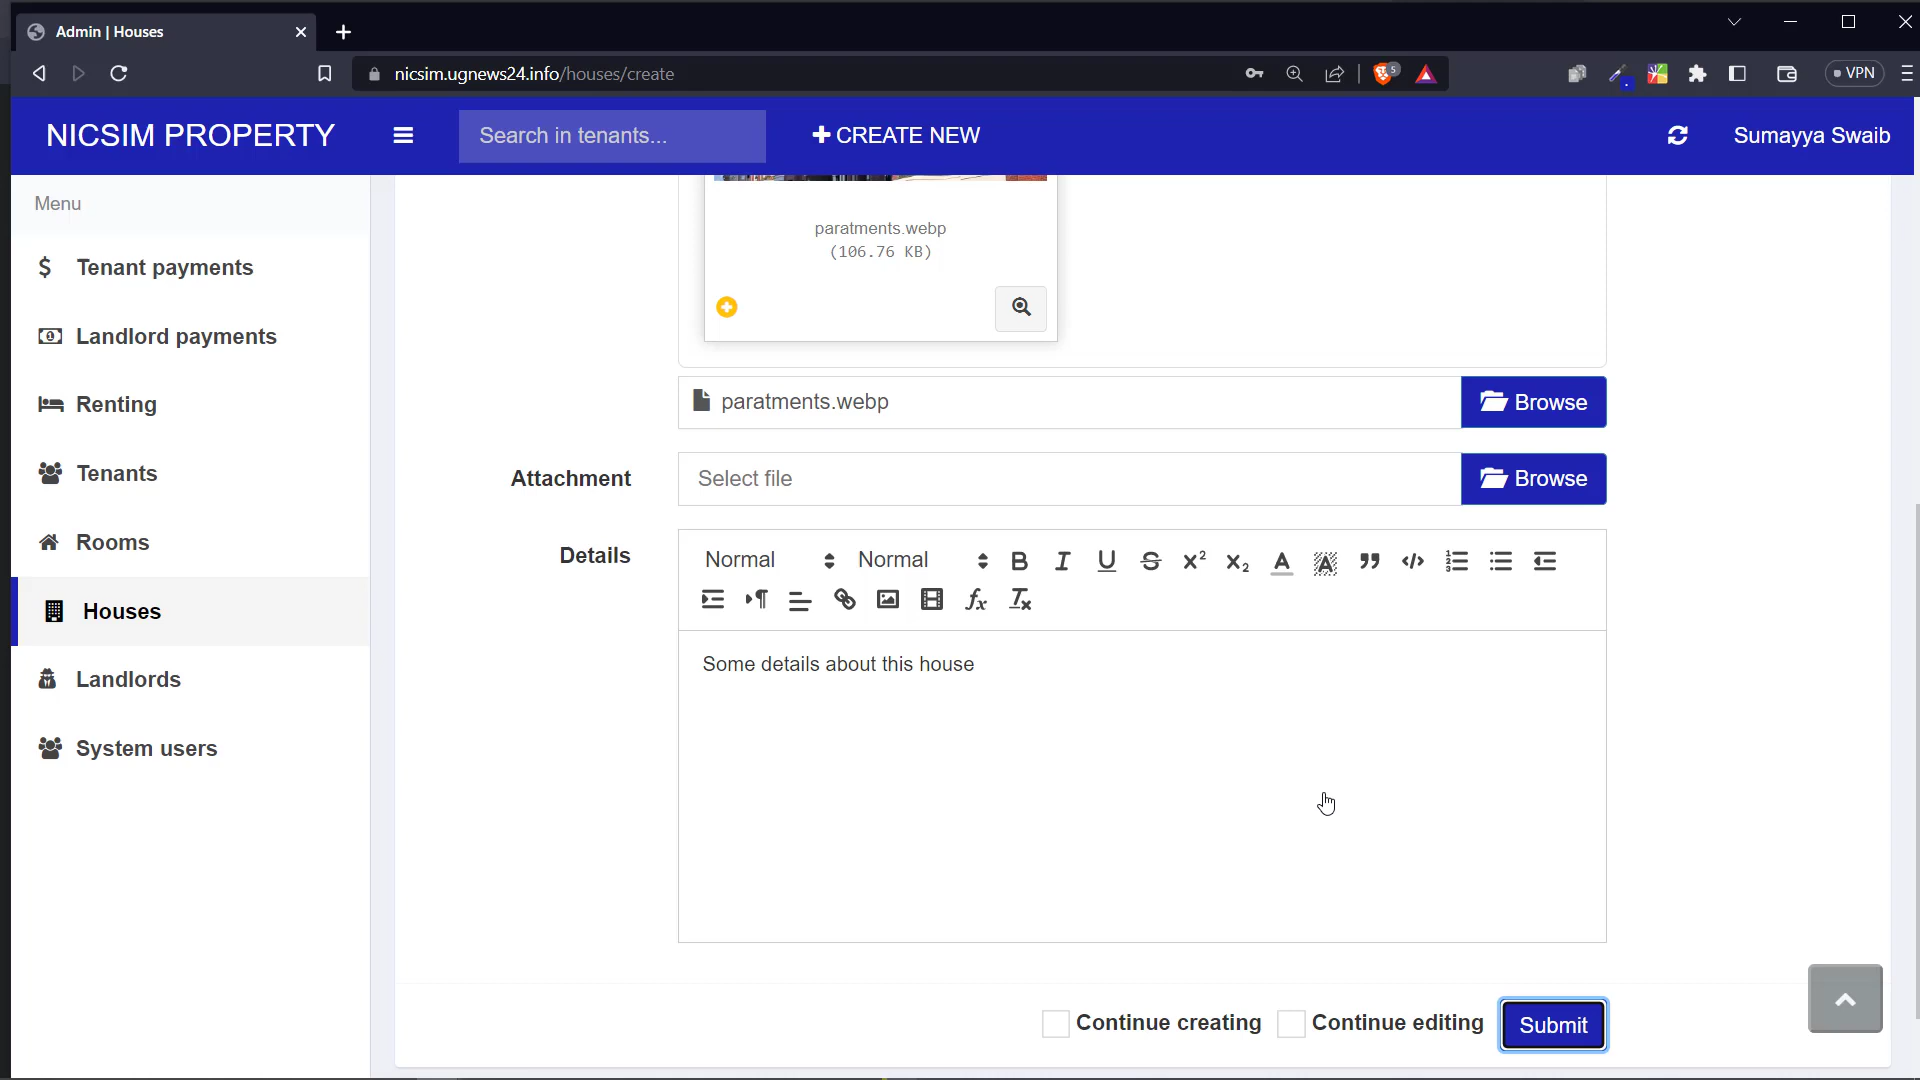 Admin | Houses
nicsim.ugnews24.info/houses/create
5
VPN
NICSIM PROPERTY
Search in tenants...
CREATE NEW
Sumayya Swaib
Menu
Tenant payments
Landlord payments
Renting
Tenants
Rooms
Houses
Landlords
System users
paratments.webp
(106.76 KB)
paratments.webp
Browse
Attachment
Select file
Browse
Details
Normal
Normal
Some details about this house
Continue creating
Continue editing
Submit